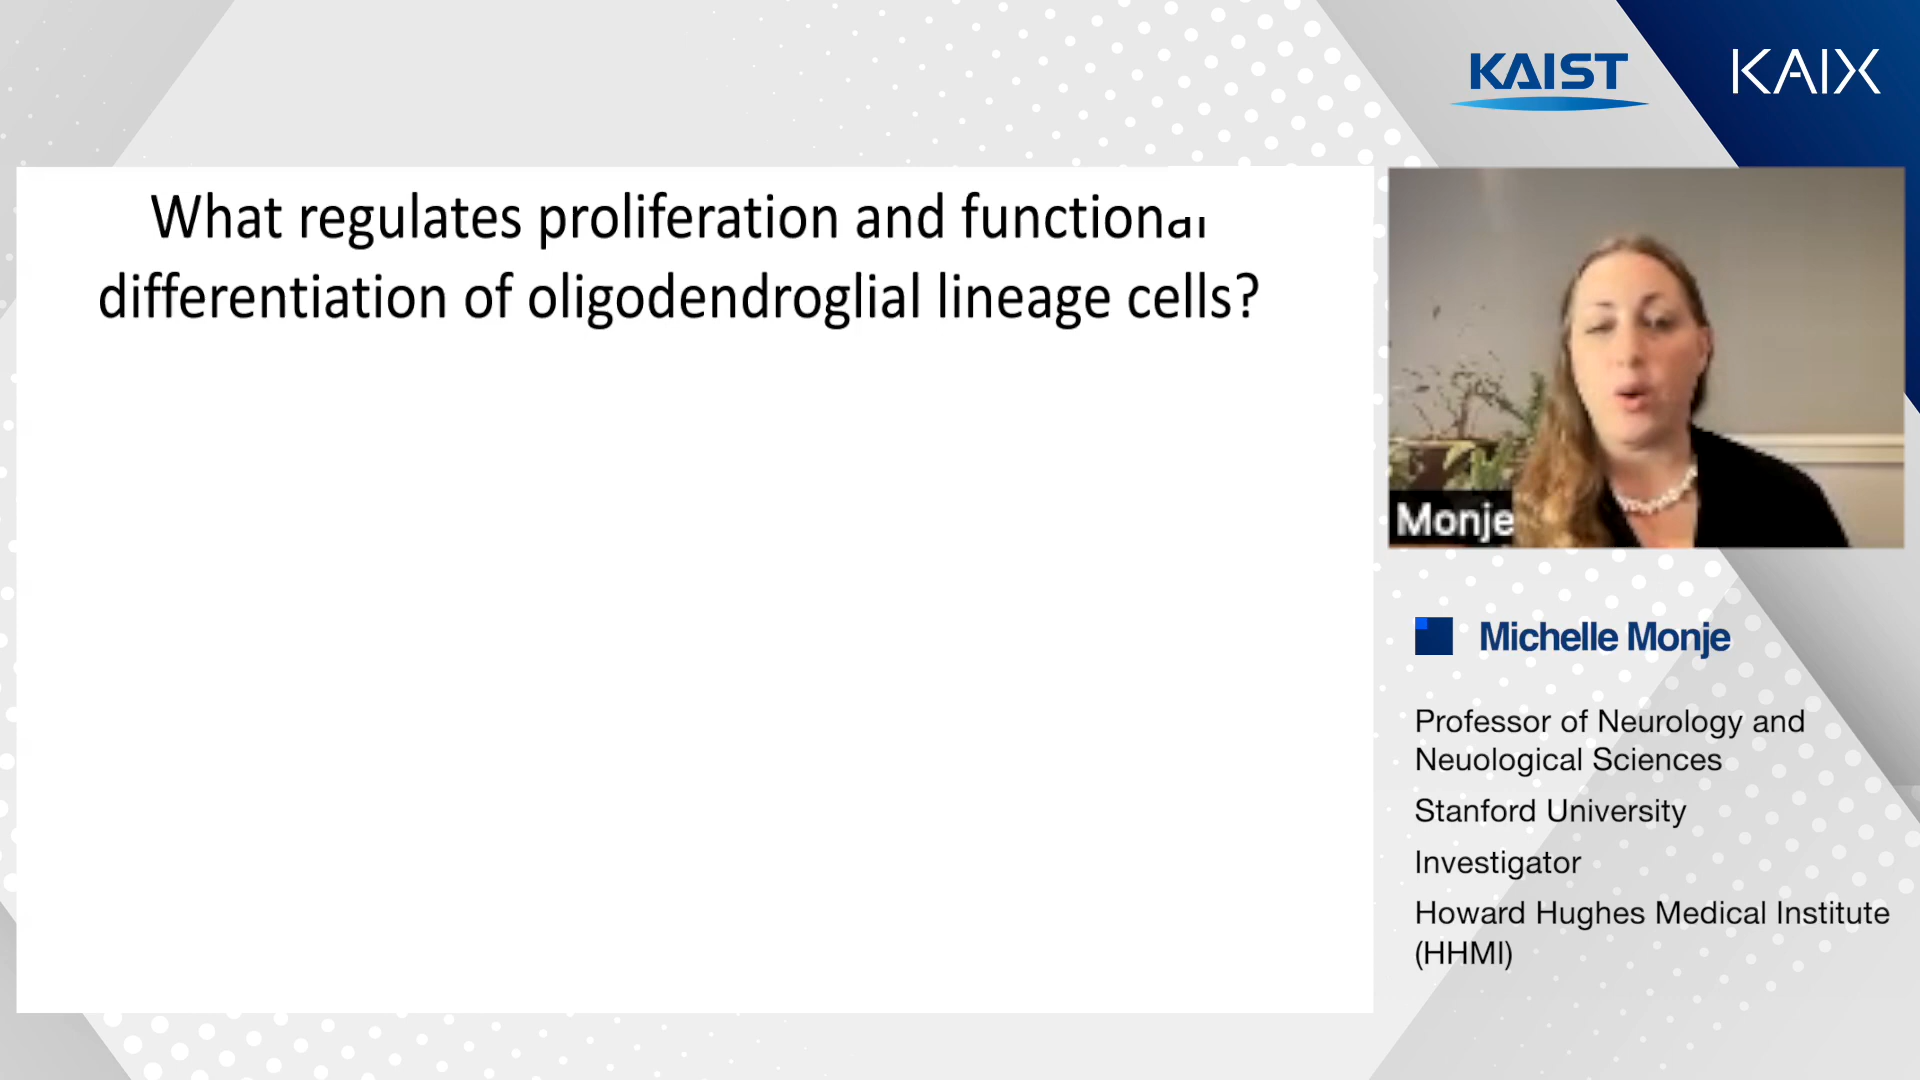 KAIST
KAIX
What regulates proliferation and functional
differentiation of oligodendroglial lineage cells?
Monje
Michelle Monje
Professor of Neurology and
Neuological Sciences
Stanford University
Investigator
Howard Hughes Medical Institute
(HHMI)